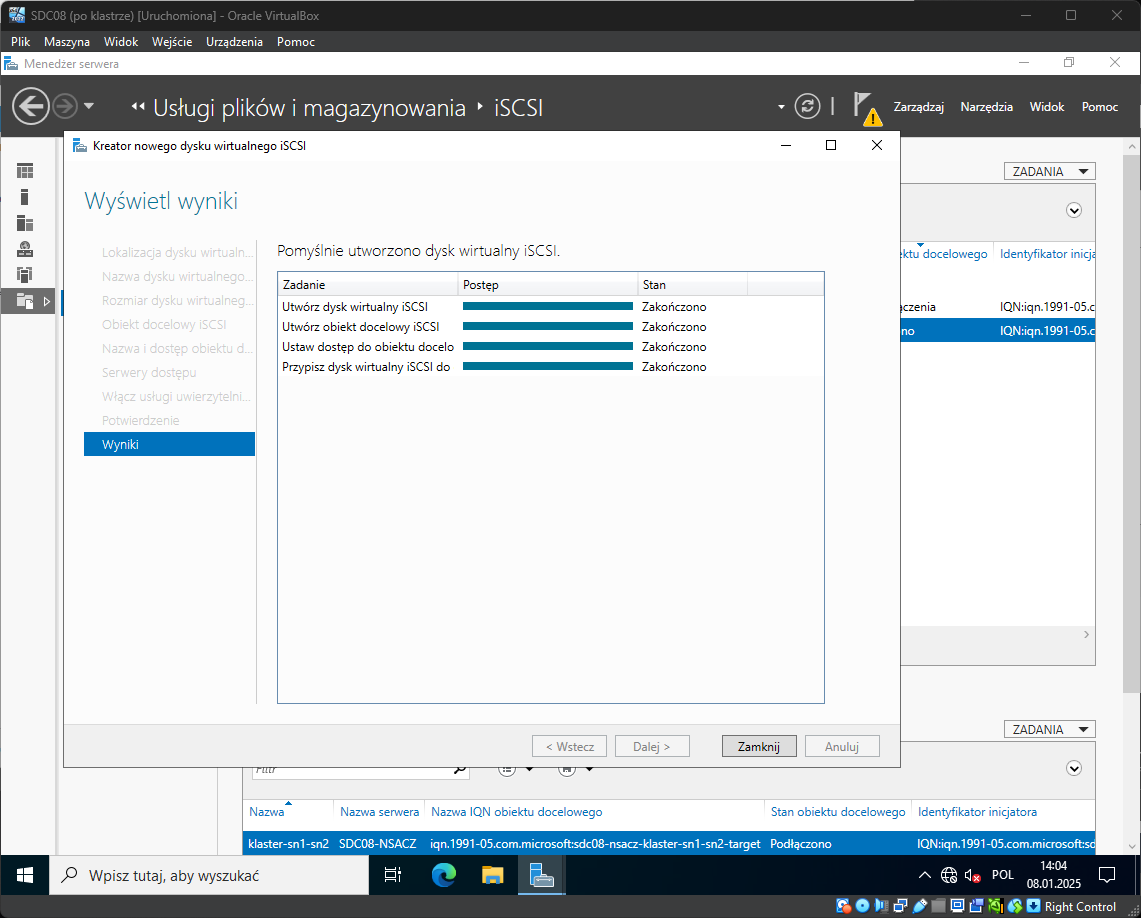 SDC08 (po klastrze) [Uruchomiona] - Oracle VirtualBox
Plik Maszyna Widok Wejście Urządzenia Pomoc
Menedżer serwera
Usługi plików i magazynowania iSCSI
Zarządzaj Narzędzia Widok Pomoc
Kreator nowego dysku wirtualnego iSCSI
ZADANIA
Wyświetl wyniki
Lokalizacja dysku wirtualn...
Nazwa dysku wirtualnego...
Rozmiar dysku wirtualneg...
Obiekt docelowy iSCSI
Nazwa i dostęp obiektu d...
Serwery dostępu
Włącz usługi uwierzytelni...
Potwierdzenie
Wyniki
Pomyślnie utworzono dysk wirtualny iSCSI.
Zadanie Postęp Stan
Utwórz dysk wirtualny iSCSI Zakończono
Utwórz obiekt docelowy iSCSI Zakończono
Ustaw dostęp do obiektu docelo Zakończono
Przypisz dysk wirtualny iSCSI do Zakończono
ktu docelowego Identyfikator inicja
ączenia IQN:iqn.1991-05.c
no IQN:iqn.1991-05.c
< Wstecz Dalej > Zamknij Anuluj
ZADANIA
Filtr
Nazwa Nazwa serwera Nazwa IQN obiektu docelowego Stan obiektu docelowego Identyfikator inicjatora
klaster-sn1-sn2 SDC08-NSACZ iqn.1991-05.com.microsoft:sdc08-nsacz-klaster-sn1-sn2-target Podłączono IQN:iqn.1991-05.com.microsoft:sd
Wpisz tutaj, aby wyszukać
POL
14:04
08.01.2025
Right Control